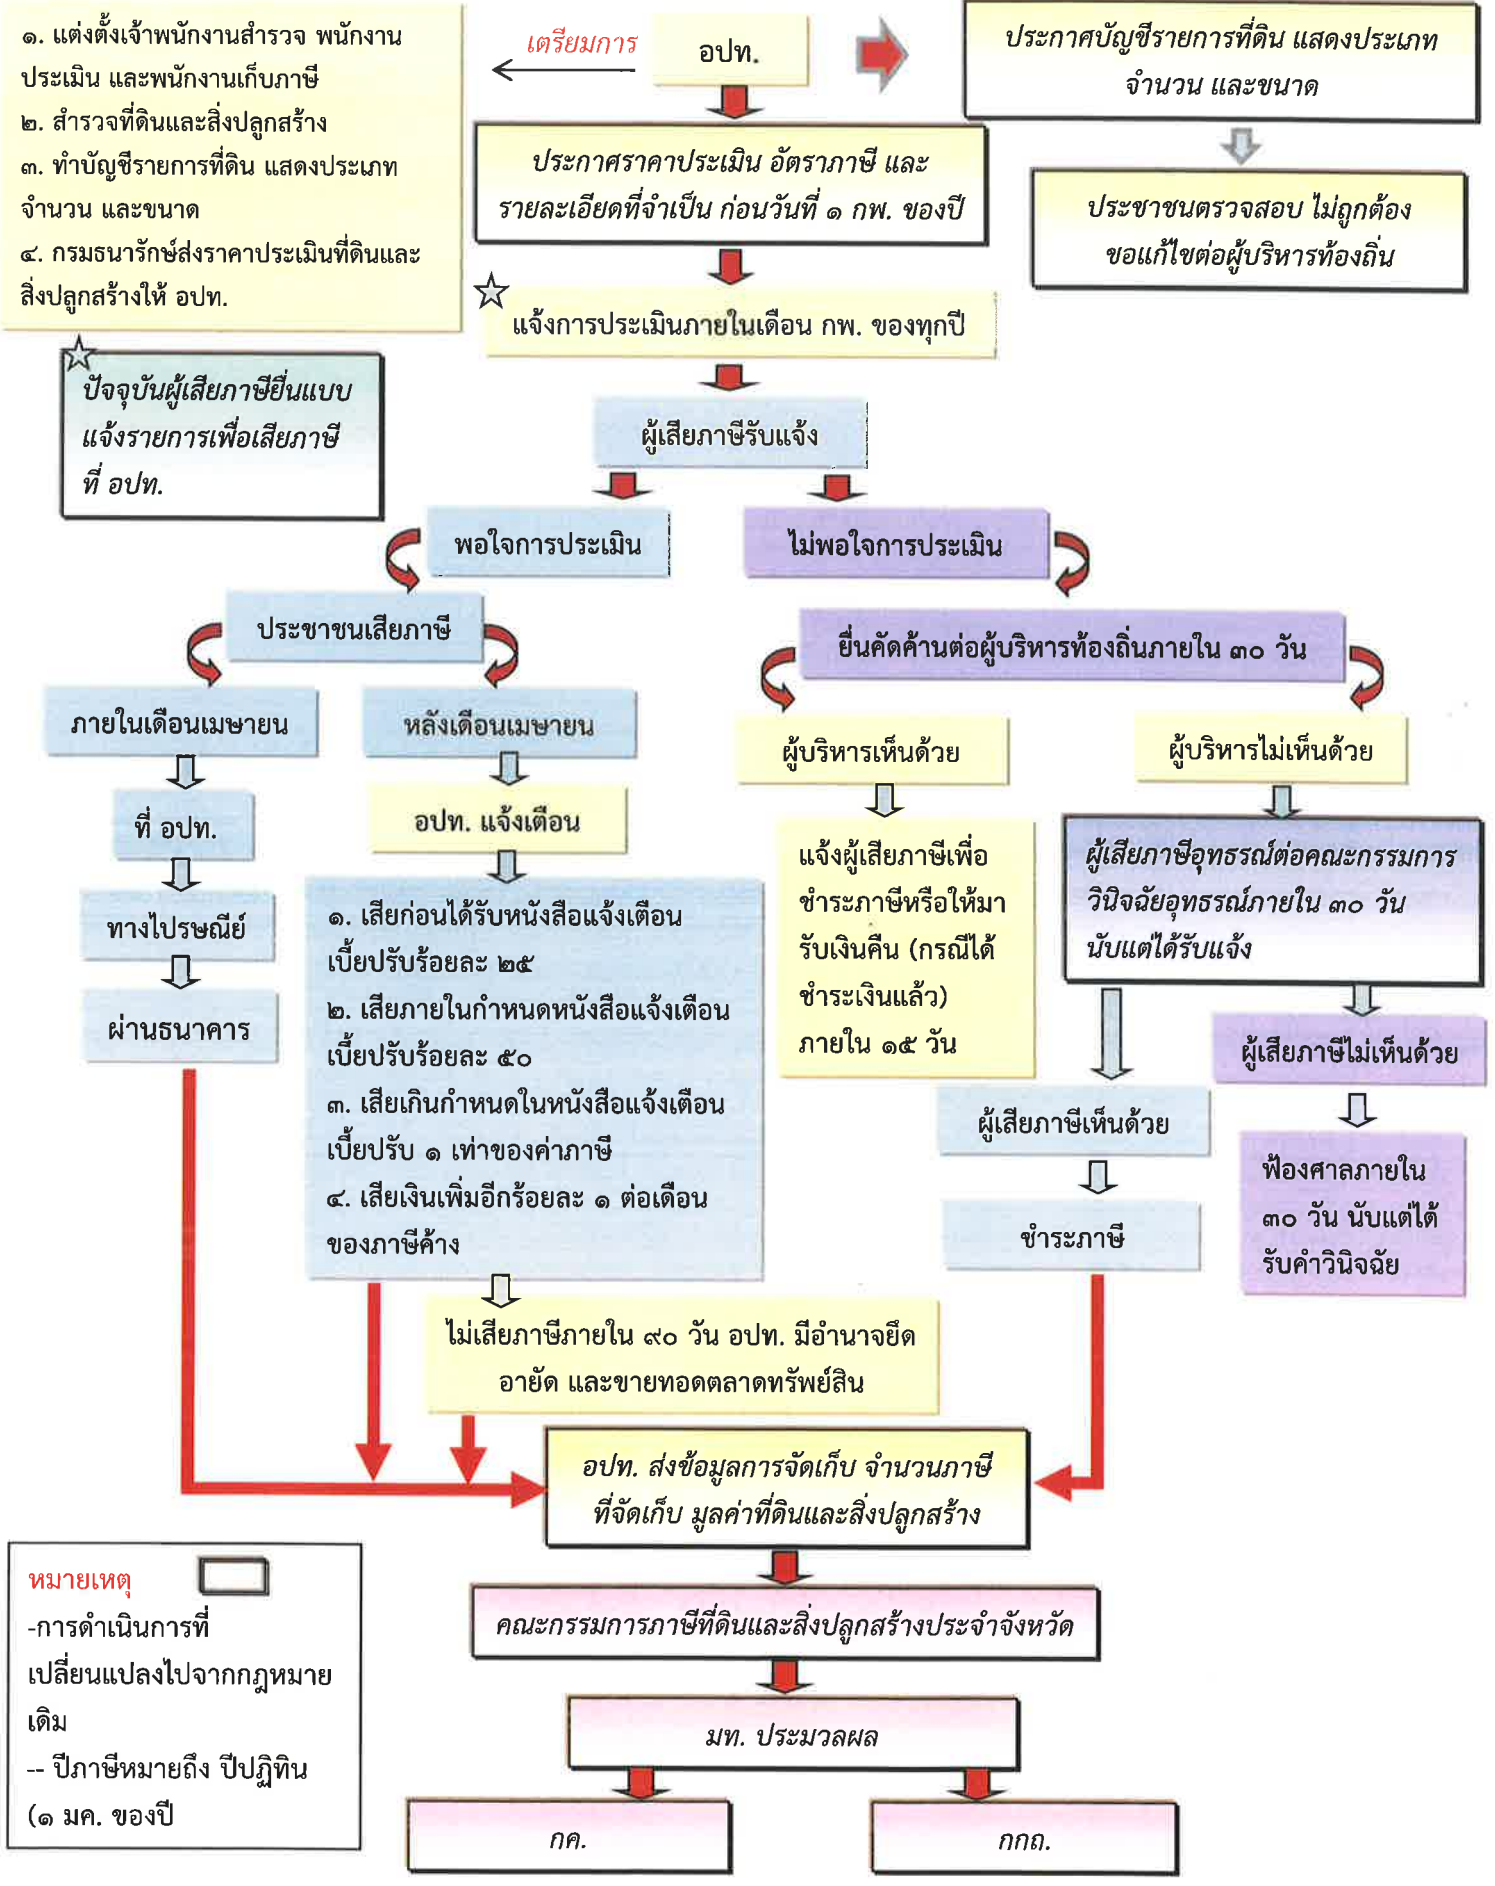 ๑. แต่งตั้งเจ้าพนักงานสำรวจ พนักงาน
ประเมิน และพนักงานเก็บภาษี
๒. สำรวจที่ดินและสิ่งปลูกสร้าง
๓. ทำบัญชีรายการที่ดิน แสดงประเภท
จำนวน และขนาด
๔. กรมธนารักษ์ส่งราคาประเมินที่ดินและ
สิ่งปลูกสร้างให้ อปท.
เตรียมการ
อปท.
ประกาศบัญชีรายการที่ดิน แสดงประเภท
จำนวน และขนาด
ประกาศราคาประเมิน อัตราภาษี และ
รายละเอียดที่จำเป็น ก่อนวันที่ ๑ กพ. ของปี
ประชาชนตรวจสอบ ไม่ถูกต้อง
ขอแก้ไขต่อผู้บริหารท้องถิ่น
แจ้งการประเมินภายในเดือน กพ. ของทุกปี
ปัจจุบันผู้เสียภาษียื่นแบบ
แจ้งรายการเพื่อเสียภาษี
ที่ อปท.
ผู้เสียภาษีรับแจ้ง
พอใจการประเมิน
ไม่พอใจการประเมิน
ประชาชนเสียภาษี
ยื่นคัดค้านต่อผู้บริหารท้องถิ่นภายใน ๓๐ วัน
ภายในเดือนเมษายน
หลังเดือนเมษายน
ผู้บริหารเห็นด้วย
ผู้บริหารไม่เห็นด้วย
ที่ อปท.
อปท. แจ้งเตือน
ทางไปรษณีย์
ผ่านธนาคาร
๑. เสียก่อนได้รับหนังสือแจ้งเตือน
เบี้ยปรับร้อยละ ๒๕
๒. เสียภายในกำหนดหนังสือแจ้งเตือน
เบี้ยปรับร้อยละ ๕๐
๓. เสียเกินกำหนดในหนังสือแจ้งเตือน
เบี้ยปรับ ๑ เท่าของค่าภาษี
๔. เสียเงินเพิ่มอีกร้อยละ ๑ ต่อเดือน
ของภาษีค้าง
แจ้งผู้เสียภาษีเพื่อ
ชำระภาษีหรือให้มา
รับเงินคืน (กรณีได้
ชำระเงินแล้ว)
ภายใน ๑๕ วัน
ผู้เสียภาษีอุทธรณ์ต่อคณะกรรมการ
วินิจฉัยอุทธรณ์ภายใน ๓๐ วัน
นับแต่ได้รับแจ้ง
ผู้เสียภาษีไม่เห็นด้วย
ผู้เสียภาษีเห็นด้วย
ฟ้องศาลภายใน
๓๐ วัน นับแต่ได้
รับคำวินิจฉัย
ชำระภาษี
ไม่เสียภาษีภายใน ๙๐ วัน อปท. มีอำนาจยึด
อายัด และขายทอดตลาดทรัพย์สิน
อปท. ส่งข้อมูลการจัดเก็บ จำนวนภาษี
ที่จัดเก็บ มูลค่าที่ดินและสิ่งปลูกสร้าง
คณะกรรมการภาษีที่ดินและสิ่งปลูกสร้างประจำจังหวัด
มท. ประมวลผล
กค.
กกถ.
หมายเหตุ
-การดำเนินการที่
เปลี่ยนแปลงไปจากกฎหมาย
เดิม
-- ปีภาษีหมายถึง ปีปฏิทิน
(๑ มค. ของปี